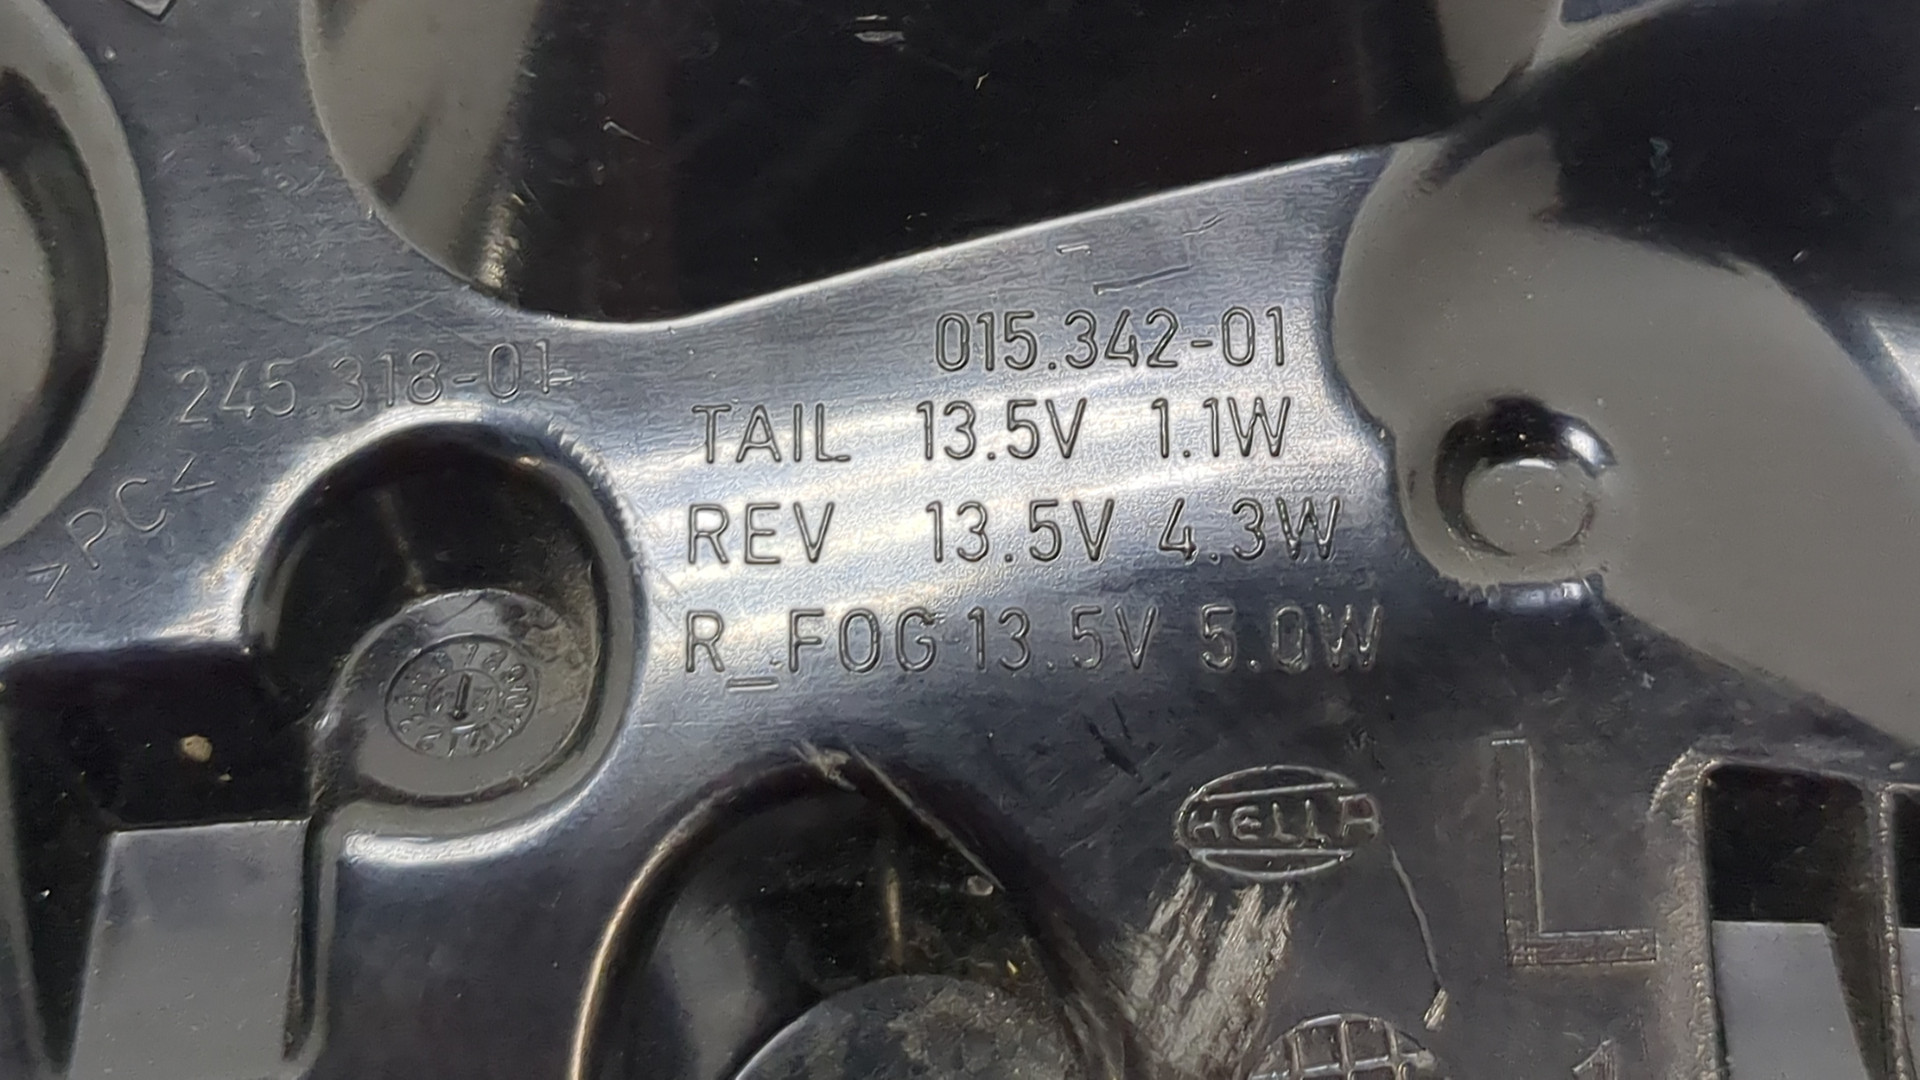 245.318-01
>PC<
015.342-01
TAIL 13.5V 1.1W
REV 13.5V 4.3W
R_FOG 13.5V 5.0W
HELLA
L
1